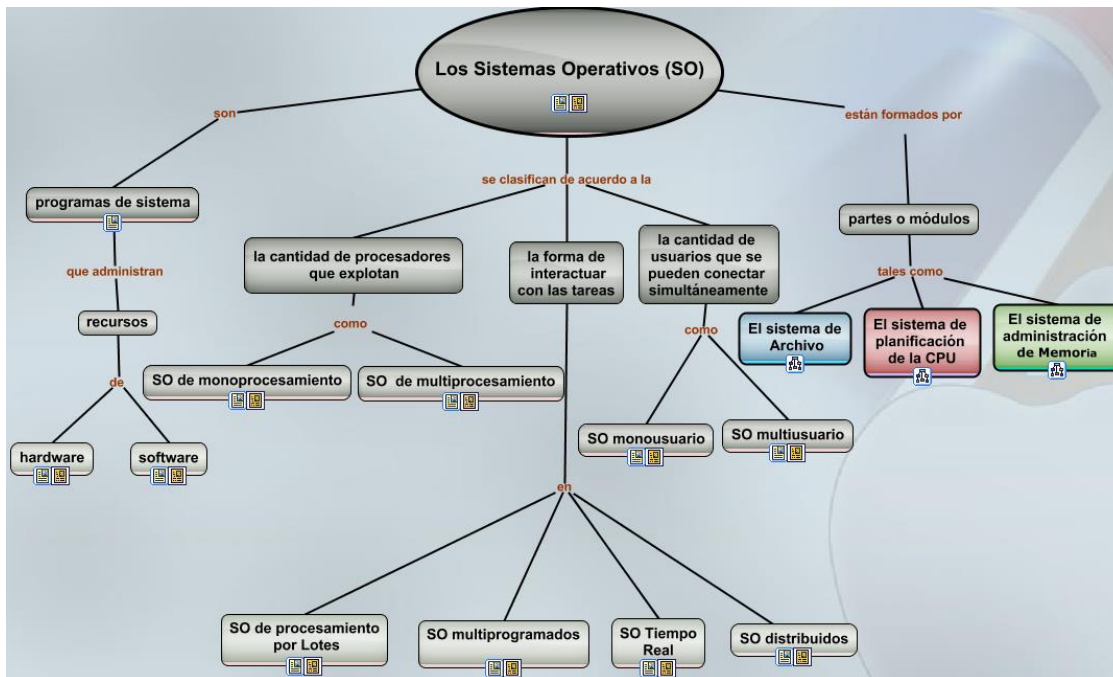 Los Sistemas Operativos (SO)
son
están formados por
se clasifican de acuerdo a la
programas de sistema
partes o módulos
la cantidad de procesadores
que explotan
la forma de
interactuar
con las tareas
la cantidad de
usuarios que se
pueden conectar
simultáneamente
que administran
tales como
recursos
como
como
El sistema de
Archivo
El sistema de
planificación
de la CPU
El sistema de
administración
de Memoria
de
SO de monoprocesamiento
SO de multiprocesamiento
SO monousuario
SO multiusuario
hardware
software
en
SO de procesamiento
por Lotes
SO multiprogramados
SO Tiempo
Real
SO distribuidos